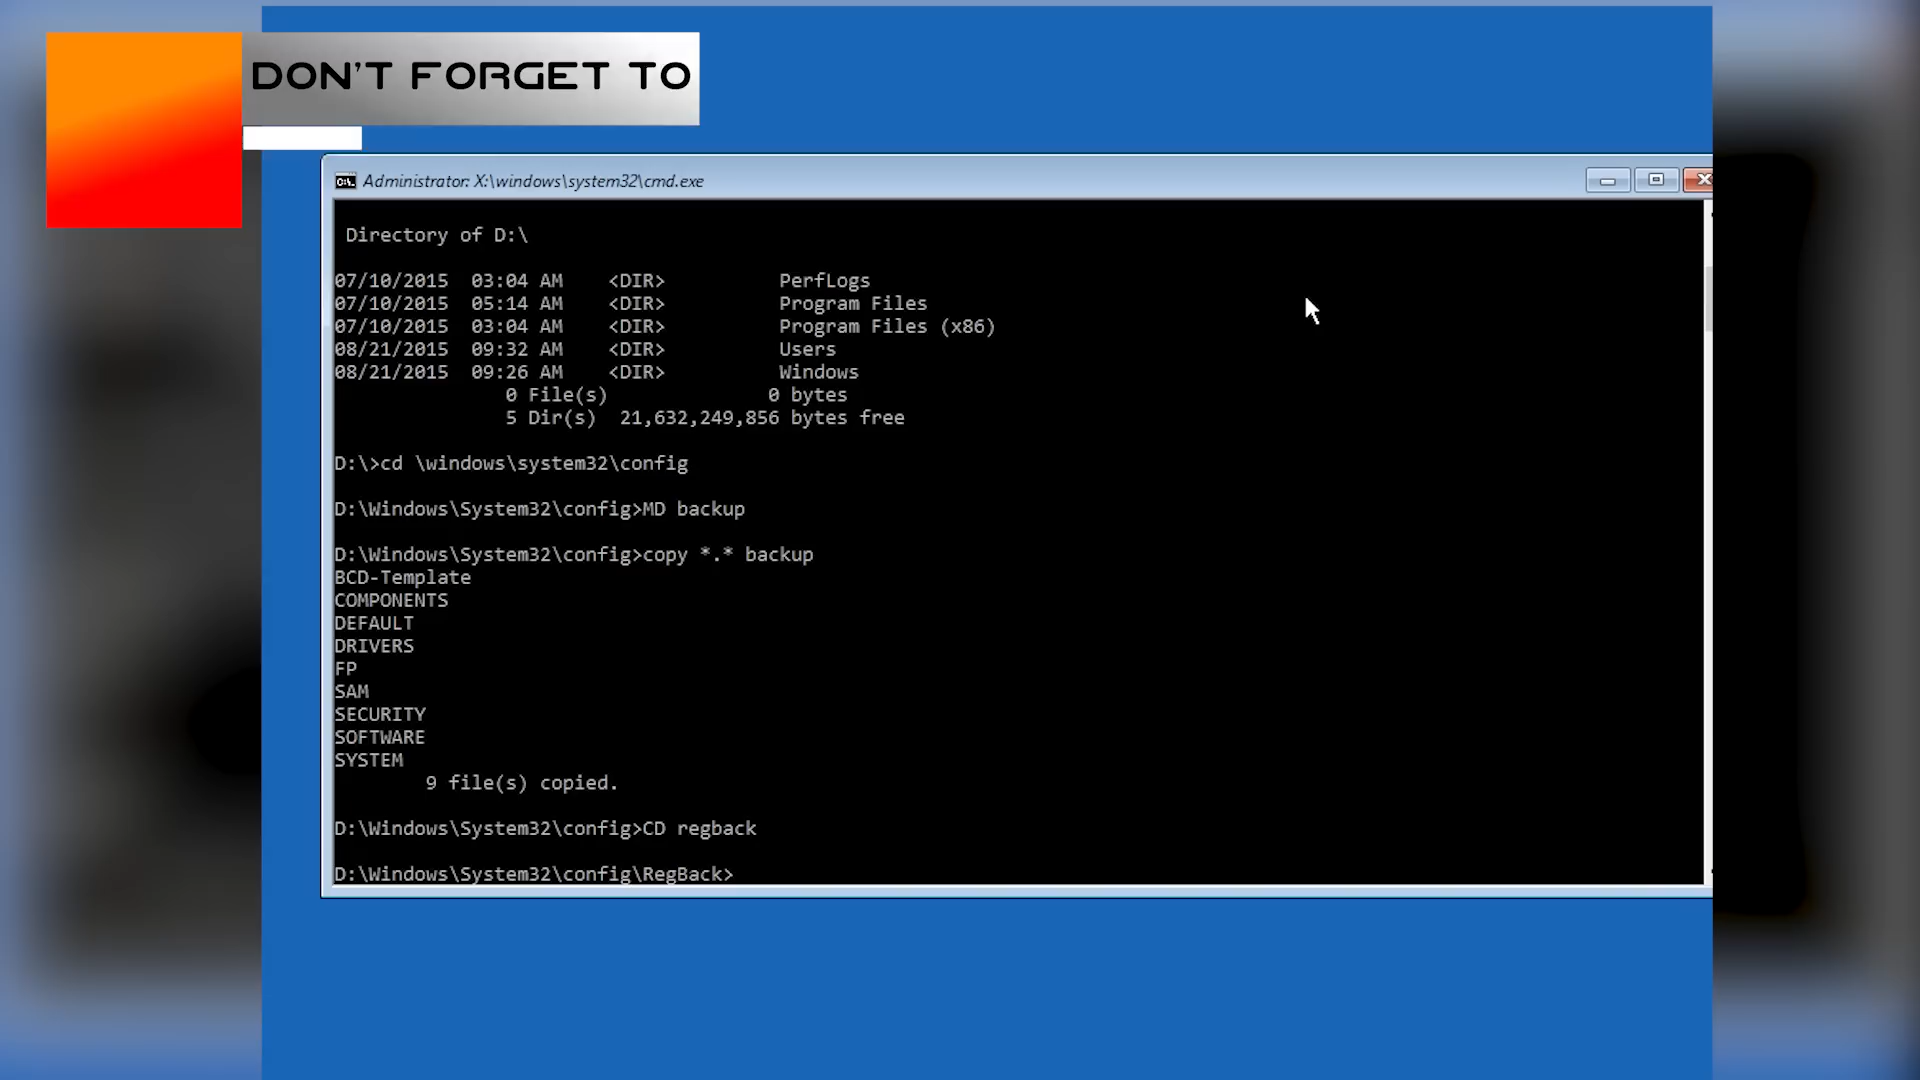 DON'T FORGET TO
Administrator: X:\windows\system32\cmd.exe
Directory of D:\
07/10/2015 03:04 AM <DIR> PerfLogs
07/10/2015 05:14 AM <DIR> Program Files
07/10/2015 03:04 AM <DIR> Program Files (x86)
08/21/2015 09:32 AM <DIR> Users
08/21/2015 09:26 AM <DIR> Windows
0 File(s) 0 bytes
5 Dir(s) 21,632,249,856 bytes free
D:\>cd \windows\system32\config
D:\Windows\System32\config>MD backup
D:\Windows\System32\config>copy *.* backup
BCD-Template
COMPONENTS
DEFAULT
DRIVERS
FP
SAM
SECURITY
SOFTWARE
SYSTEM
9 file(s) copied.
D:\Windows\System32\config>CD regback
D:\Windows\System32\config\RegBack>